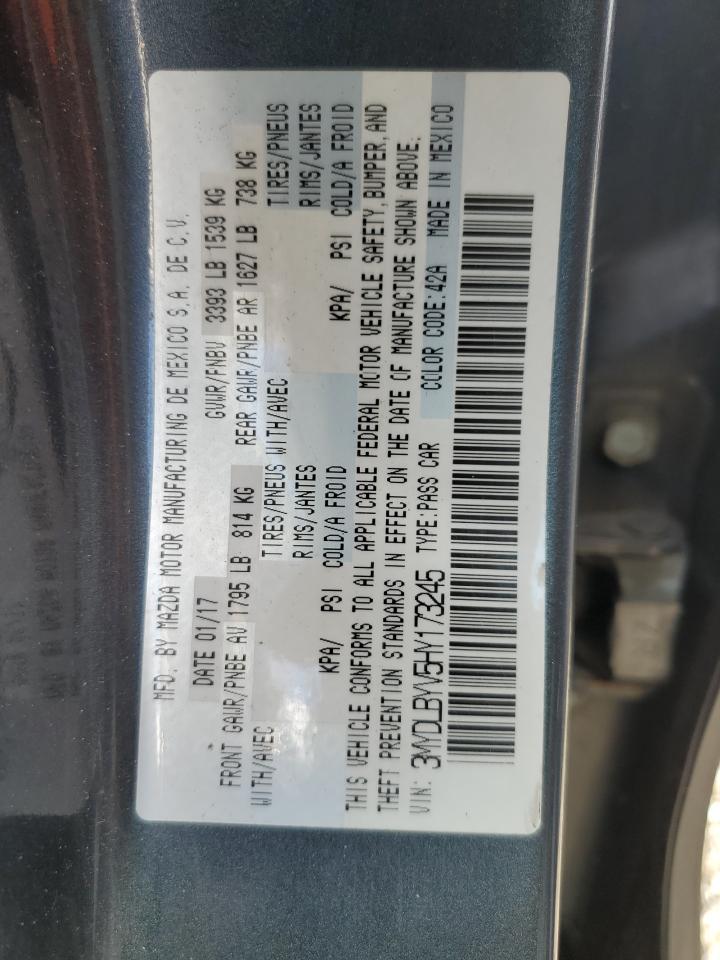 MFD. BY MAZDA MOTOR MANUFACTURING DE MEXICO S.A. DE C.V.
DATE 01/17 GVWR/PNBV 3393 LB 1539 KG
FRONT GAWR/PNBE AV 1795 LB 814 KG REAR GAWR/PNBE AR 1627 LB 738 KG
WITH/AVEC TIRES/PNEUS WITH/AVEC TIRES/PNEUS
RIMS/JANTES RIMS/JANTES
KPA/ PSI COLD/A FROID KPA/ PSI COLD/A FROID
THIS VEHICLE CONFORMS TO ALL APPLICABLE FEDERAL MOTOR VEHICLE SAFETY, BUMPER, AND
THEFT PREVENTION STANDARDS IN EFFECT ON THE DATE OF MANUFACTURE SHOWN ABOVE.
VIN: 3MYDLBYV5HY173245 TYPE:PASS CAR COLOR CODE:42A MADE IN MEXICO